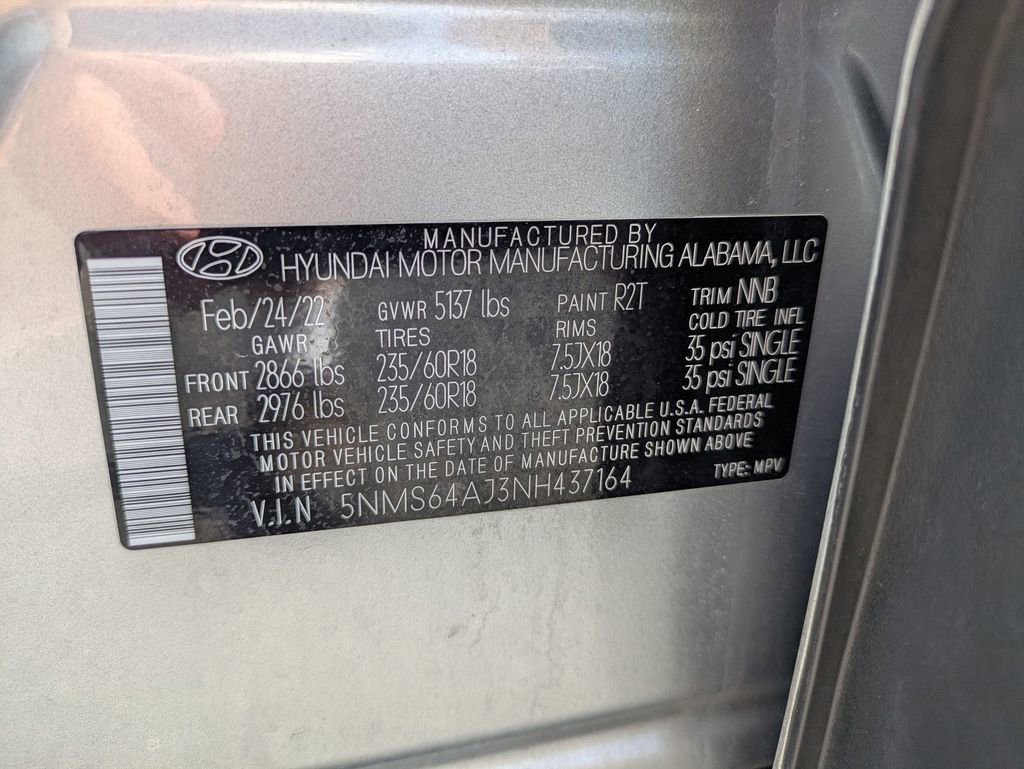 MANUFACTURED BY
HYUNDAI MOTOR MANUFACTURING ALABAMA, LLC
Feb/24/22 GVWR 5137 lbs PAINT R2T TRIM NNB
GAWR TIRES RIMS COLD TIRE INFL
FRONT 2866 lbs 235/60R18 7.5JX18 35 psi SINGLE
REAR 2976 lbs 235/60R18 7.5JX18 35 psi SINGLE
THIS VEHICLE CONFORMS TO ALL APPLICABLE U.S.A. FEDERAL
MOTOR VEHICLE SAFETY AND THEFT PREVENTION STANDARDS
IN EFFECT ON THE DATE OF MANUFACTURE SHOWN ABOVE
V.I.N 5NMS64AJ3NH437164 TYPE: MPV